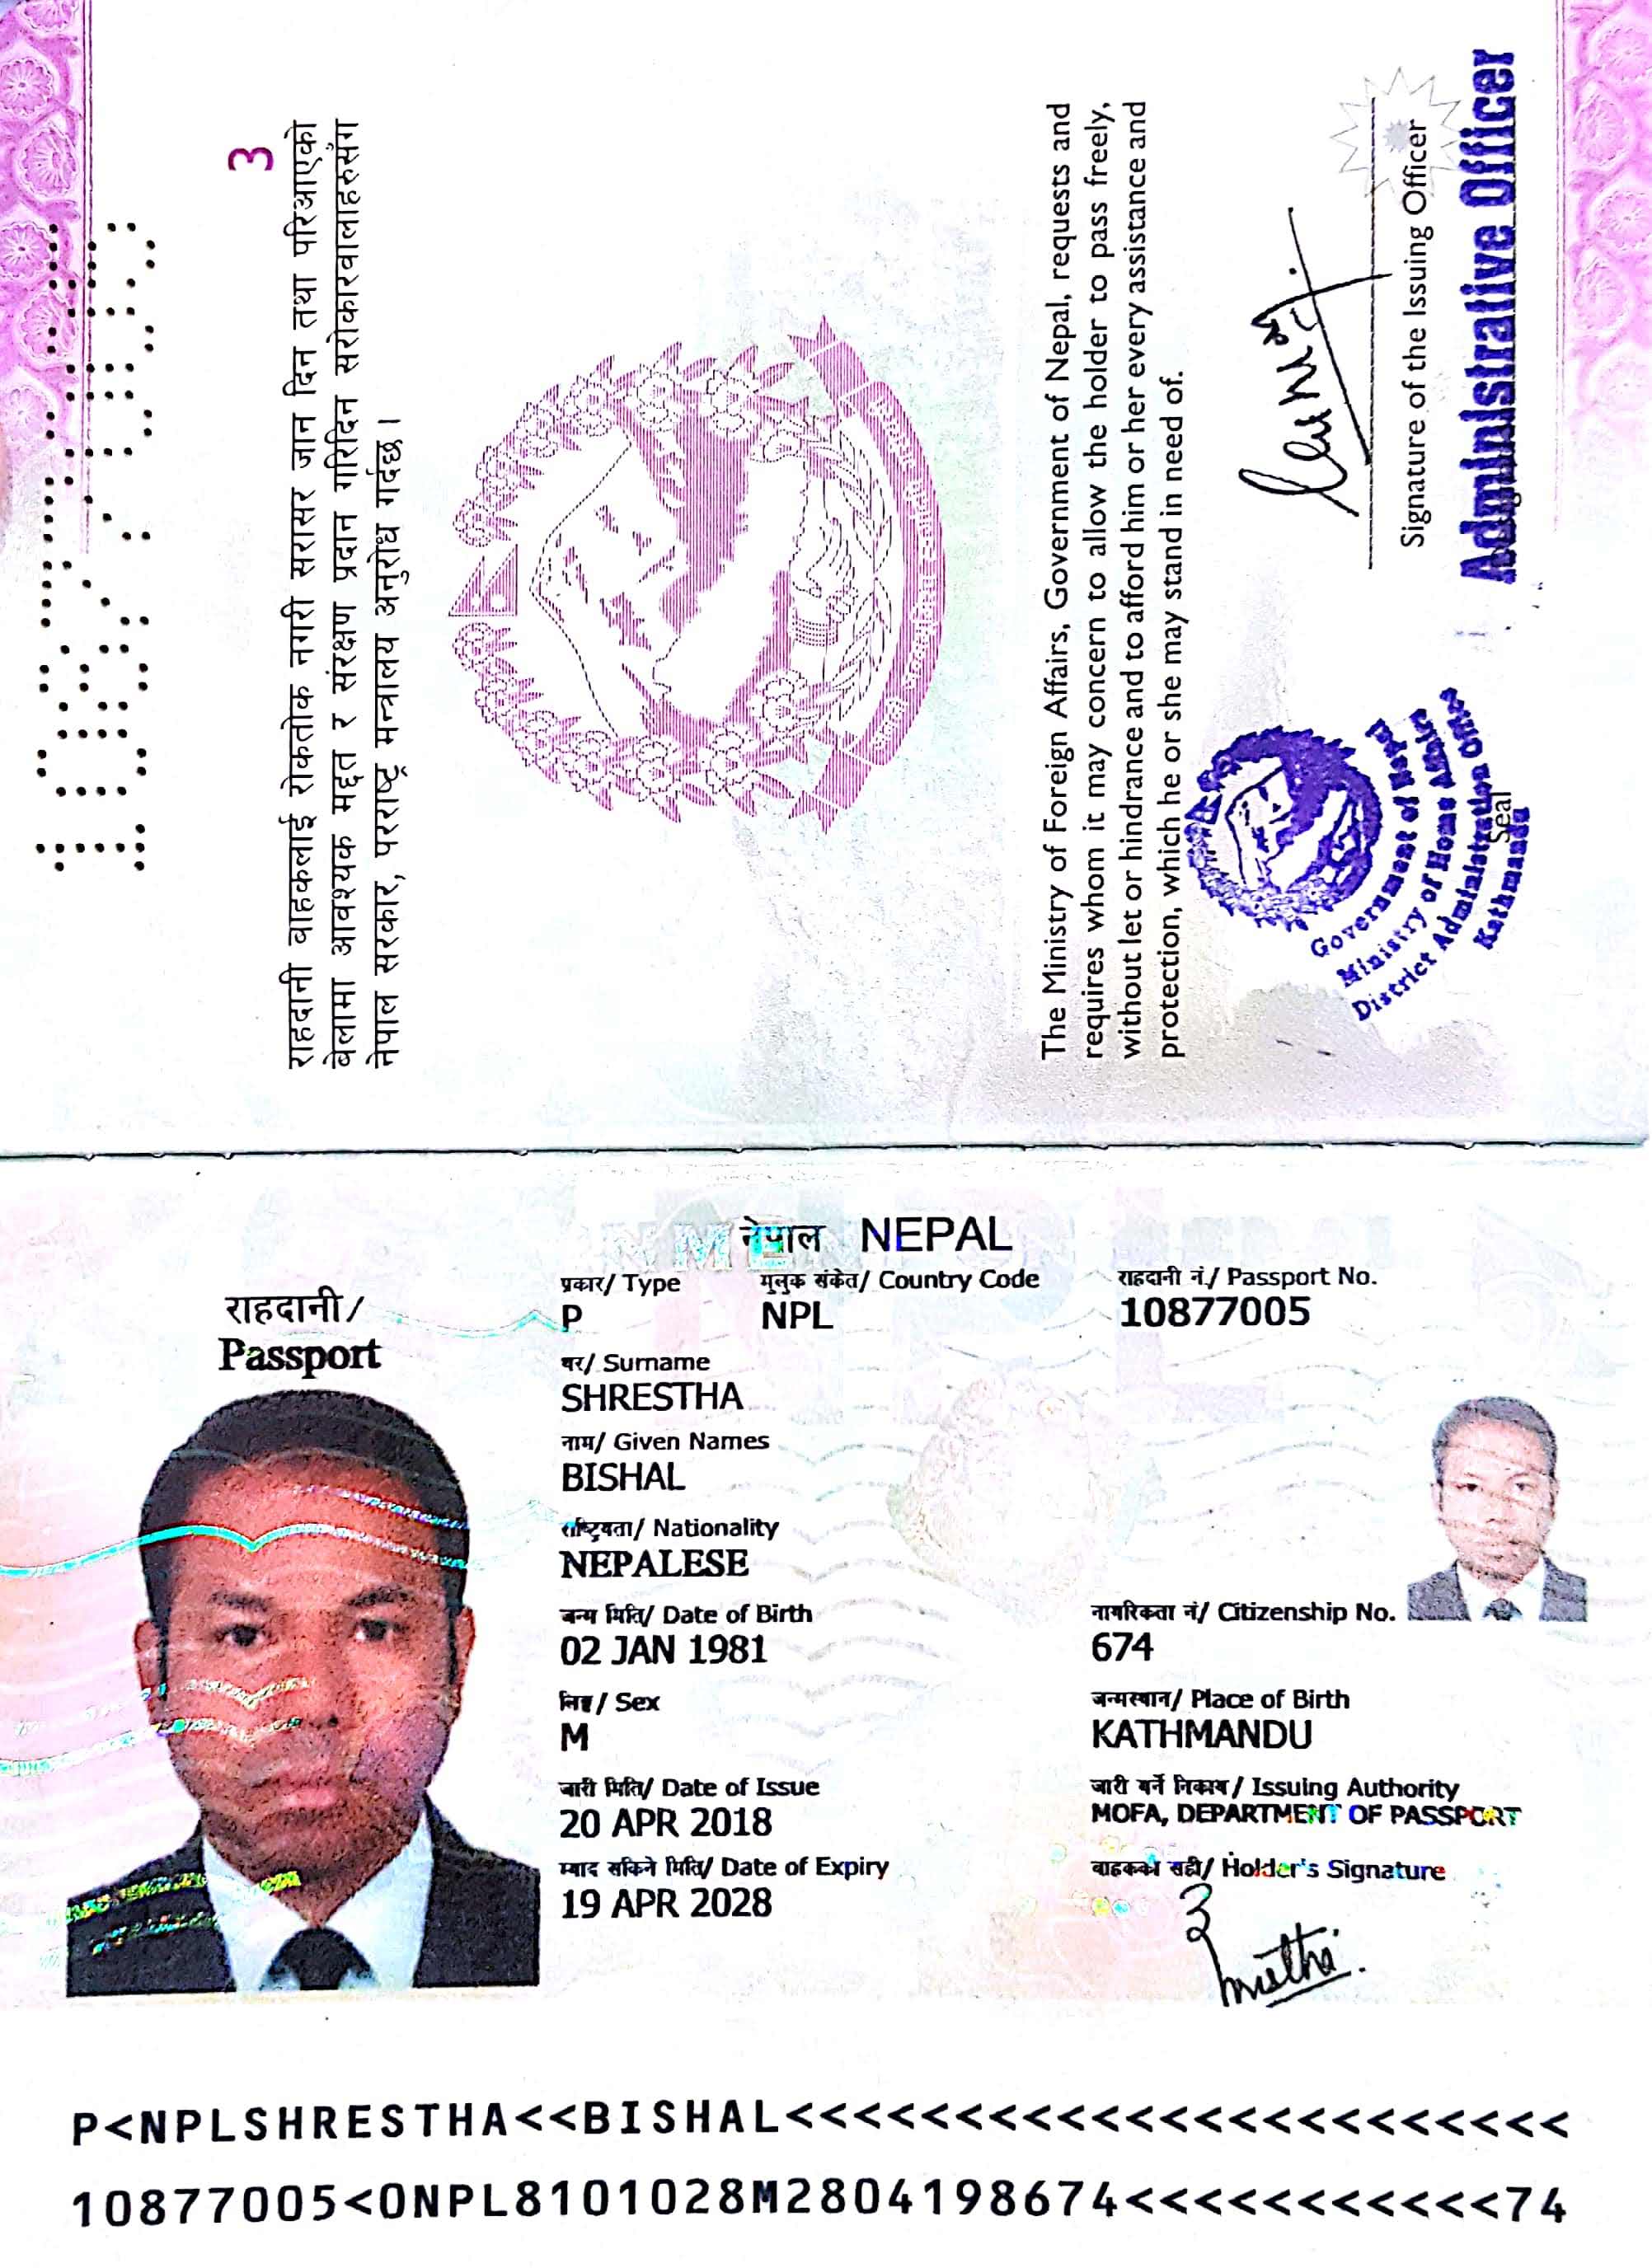 10877005
3
राहदानी वाहकलाई रोकतोक नगरी सरासर जान दिन तथा परिआएको
बेलामा आवश्यक मद्दत र संरक्षण प्रदान गरिदिन सरोकारवालाहरुसंग
नेपाल सरकार, परराष्ट्र मन्त्रालय अनुरोध गर्दछ ।
The Ministry of Foreign Affairs, Government of Nepal, requests and
requires whom it may concern to allow the holder to pass freely,
without let or hindrance and to afford him or her every assistance and
protection, which he or she may stand in need of.
Signature of the Issuing Officer
Administrative Officer
Government of Nepal
Ministry of Home Affairs
District Administration Office
Kathmandu
Seal
नेपाल NEPAL
राहदानी/
Passport
प्रकार/ Type मुलुक संकेत/ Country Code राहदानी नं./ Passport No.
P NPL 10877005
थर/ Surname
SHRESTHA
नाम/ Given Names
BISHAL
राष्ट्रियता/ Nationality
NEPALESE
जन्म मिति/ Date of Birth नागरिकता नं/ Citizenship No.
02 JAN 1981 674
लिङ्ग/ Sex जन्मस्थान/ Place of Birth
M KATHMANDU
जारी मिति/ Date of Issue जारी गर्ने निकाय/ Issuing Authority
20 APR 2018 MOFA, DEPARTMENT OF PASSPORT
म्याद सकिने मिति/ Date of Expiry वाहकको सही/ Holder's Signature
19 APR 2028
P<NPLSHRESTHA<<BISHAL<<<<<<<<<<<<<<<<<<<<<<<
10877005<0NPL8101028M2804198674<<<<<<<<<<<74